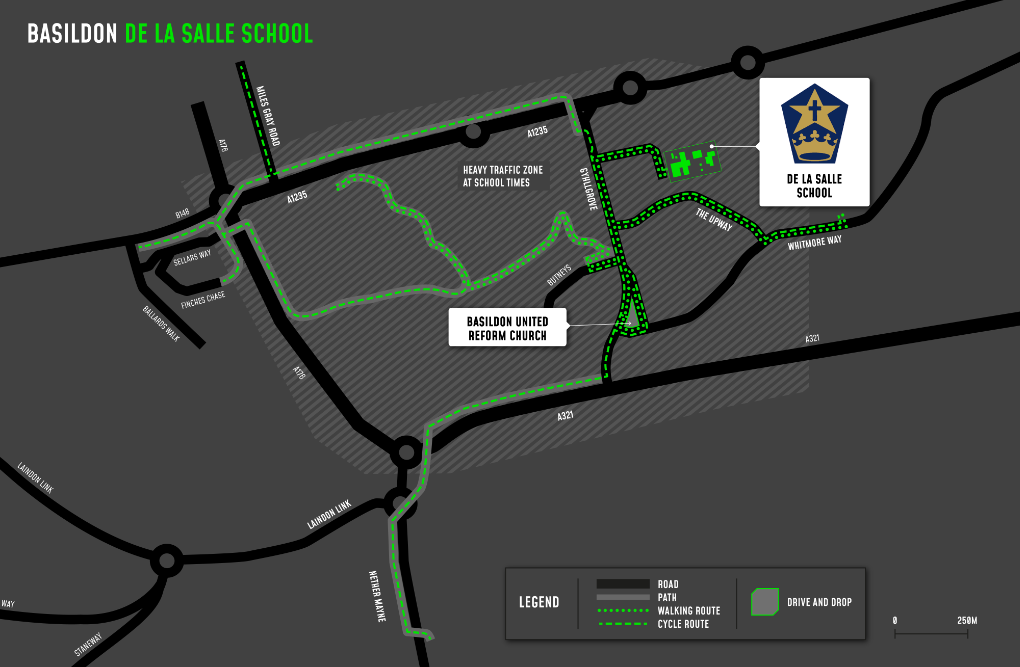 BASILDON DE LA SALLE SCHOOL
MILES GRAY ROAD
A176
A1235
HEAVY TRAFFIC ZONE
AT SCHOOL TIMES
GHYLLGROVE
DE LA SALLE
SCHOOL
A1235
B148
THE UPWAY
WHITMORE WAY
SELLARS WAY
FINCHES CHASE
BALLARDS WALK
BUTNEYS
BASILDON UNITED
REFORM CHURCH
A321
A176
A321
LAINDON LINK
LAINDON LINK
NETHER MAYNE
WAY
STANEWAY
LEGEND
ROAD
PATH
WALKING ROUTE
CYCLE ROUTE
DRIVE AND DROP
0 250M